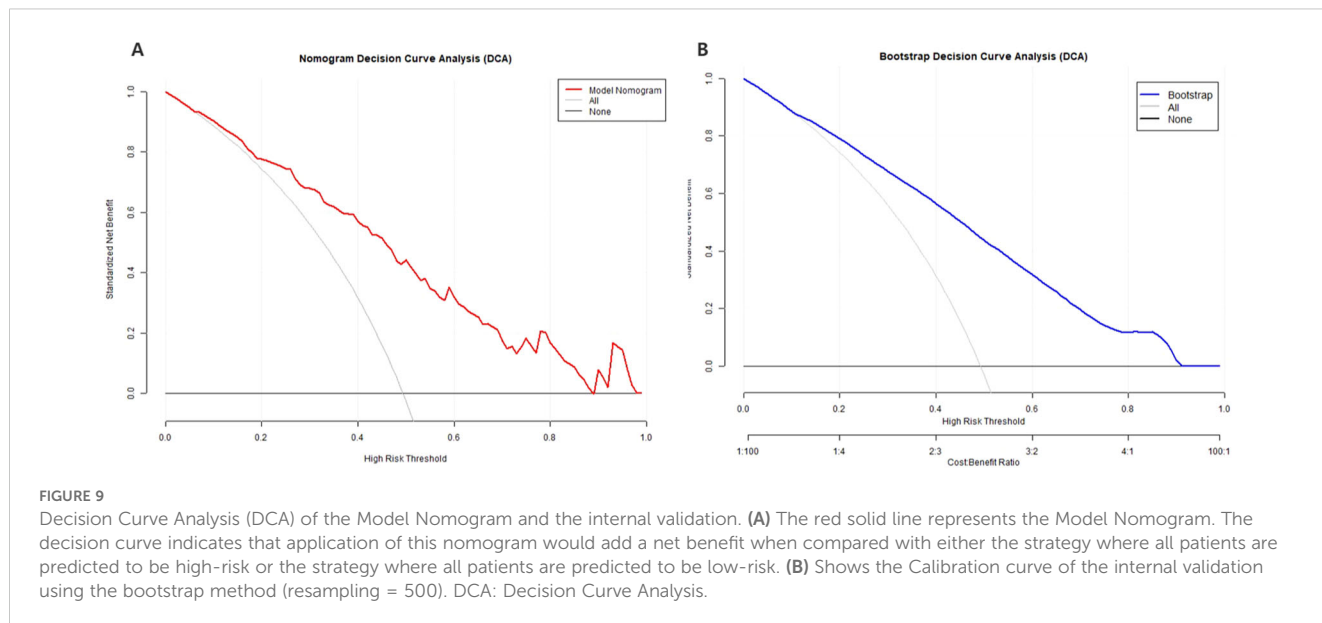 A
Nomogram Decision Curve Analysis (DCA)
Model Nomogram
All
None
Standardized Net Benefit
1.0
0.8
0.6
0.4
0.2
0.0
0.0 0.2 0.4 0.6 0.8 1.0
High Risk Threshold
B
Bootstrap Decision Curve Analysis (DCA)
Bootstrap
All
None
Standardized Net Benefit
1.0
0.8
0.6
0.4
0.2
0.0
0.0 0.2 0.4 0.6 0.8 1.0
High Risk Threshold
1:100 1:4 2:3 3:2 4:1 100:1
Cost:Benefit Ratio
FIGURE 9
Decision Curve Analysis (DCA) of the Model Nomogram and the internal validation. (A) The red solid line represents the Model Nomogram. The
decision curve indicates that application of this nomogram would add a net benefit when compared with either the strategy where all patients are
predicted to be high-risk or the strategy where all patients are predicted to be low-risk. (B) Shows the Calibration curve of the internal validation
using the bootstrap method (resampling = 500). DCA: Decision Curve Analysis.